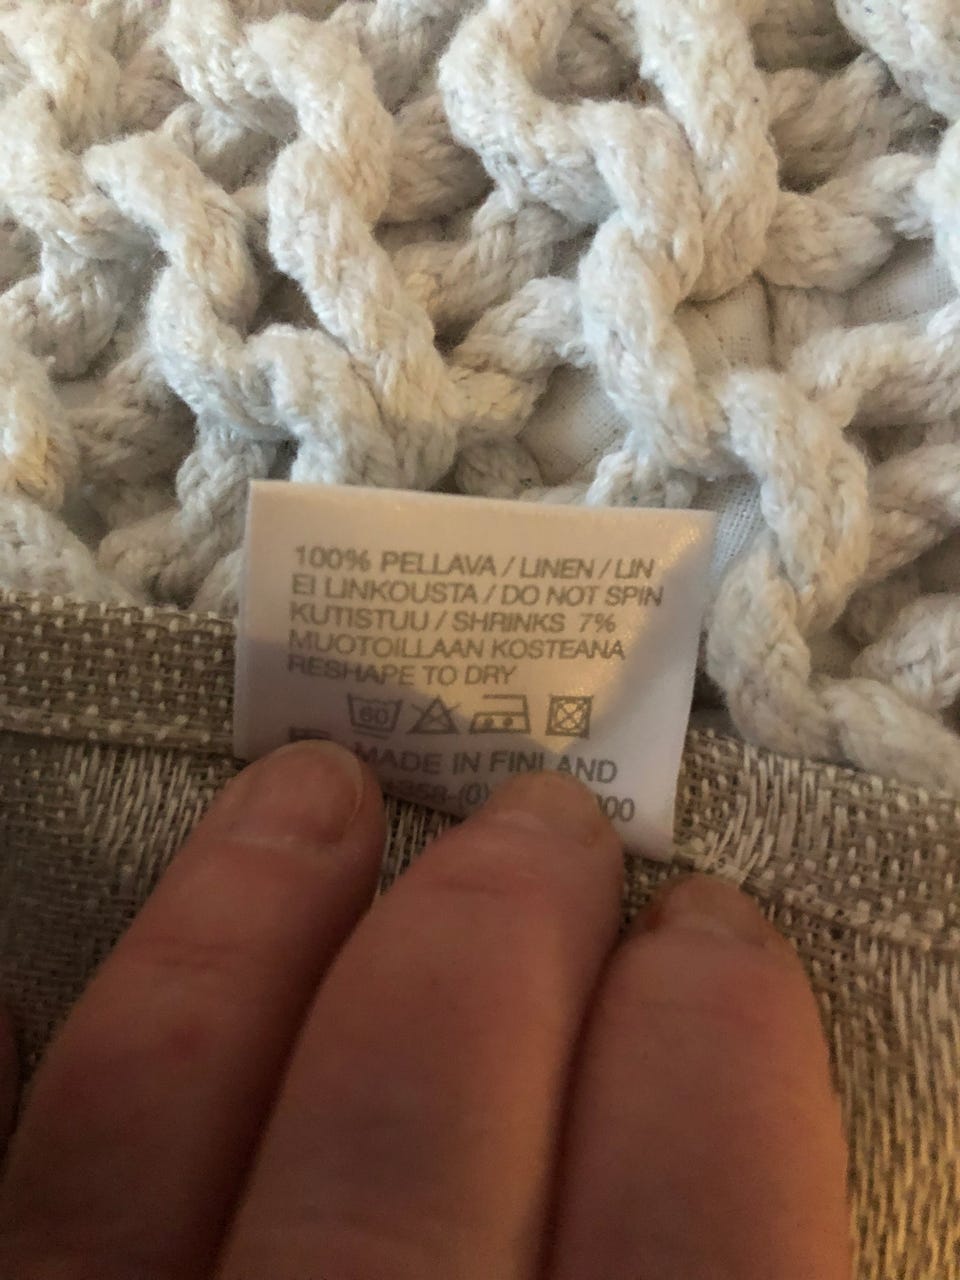 100% PELLAVA / LINEN / LIN
EI LINKOUSTA / DO NOT SPIN
KUTISTUU / SHRINKS 7%
MUOTOILLAAN KOSTEANA
RESHAPE TO DRY
60
MADE IN FINLAND